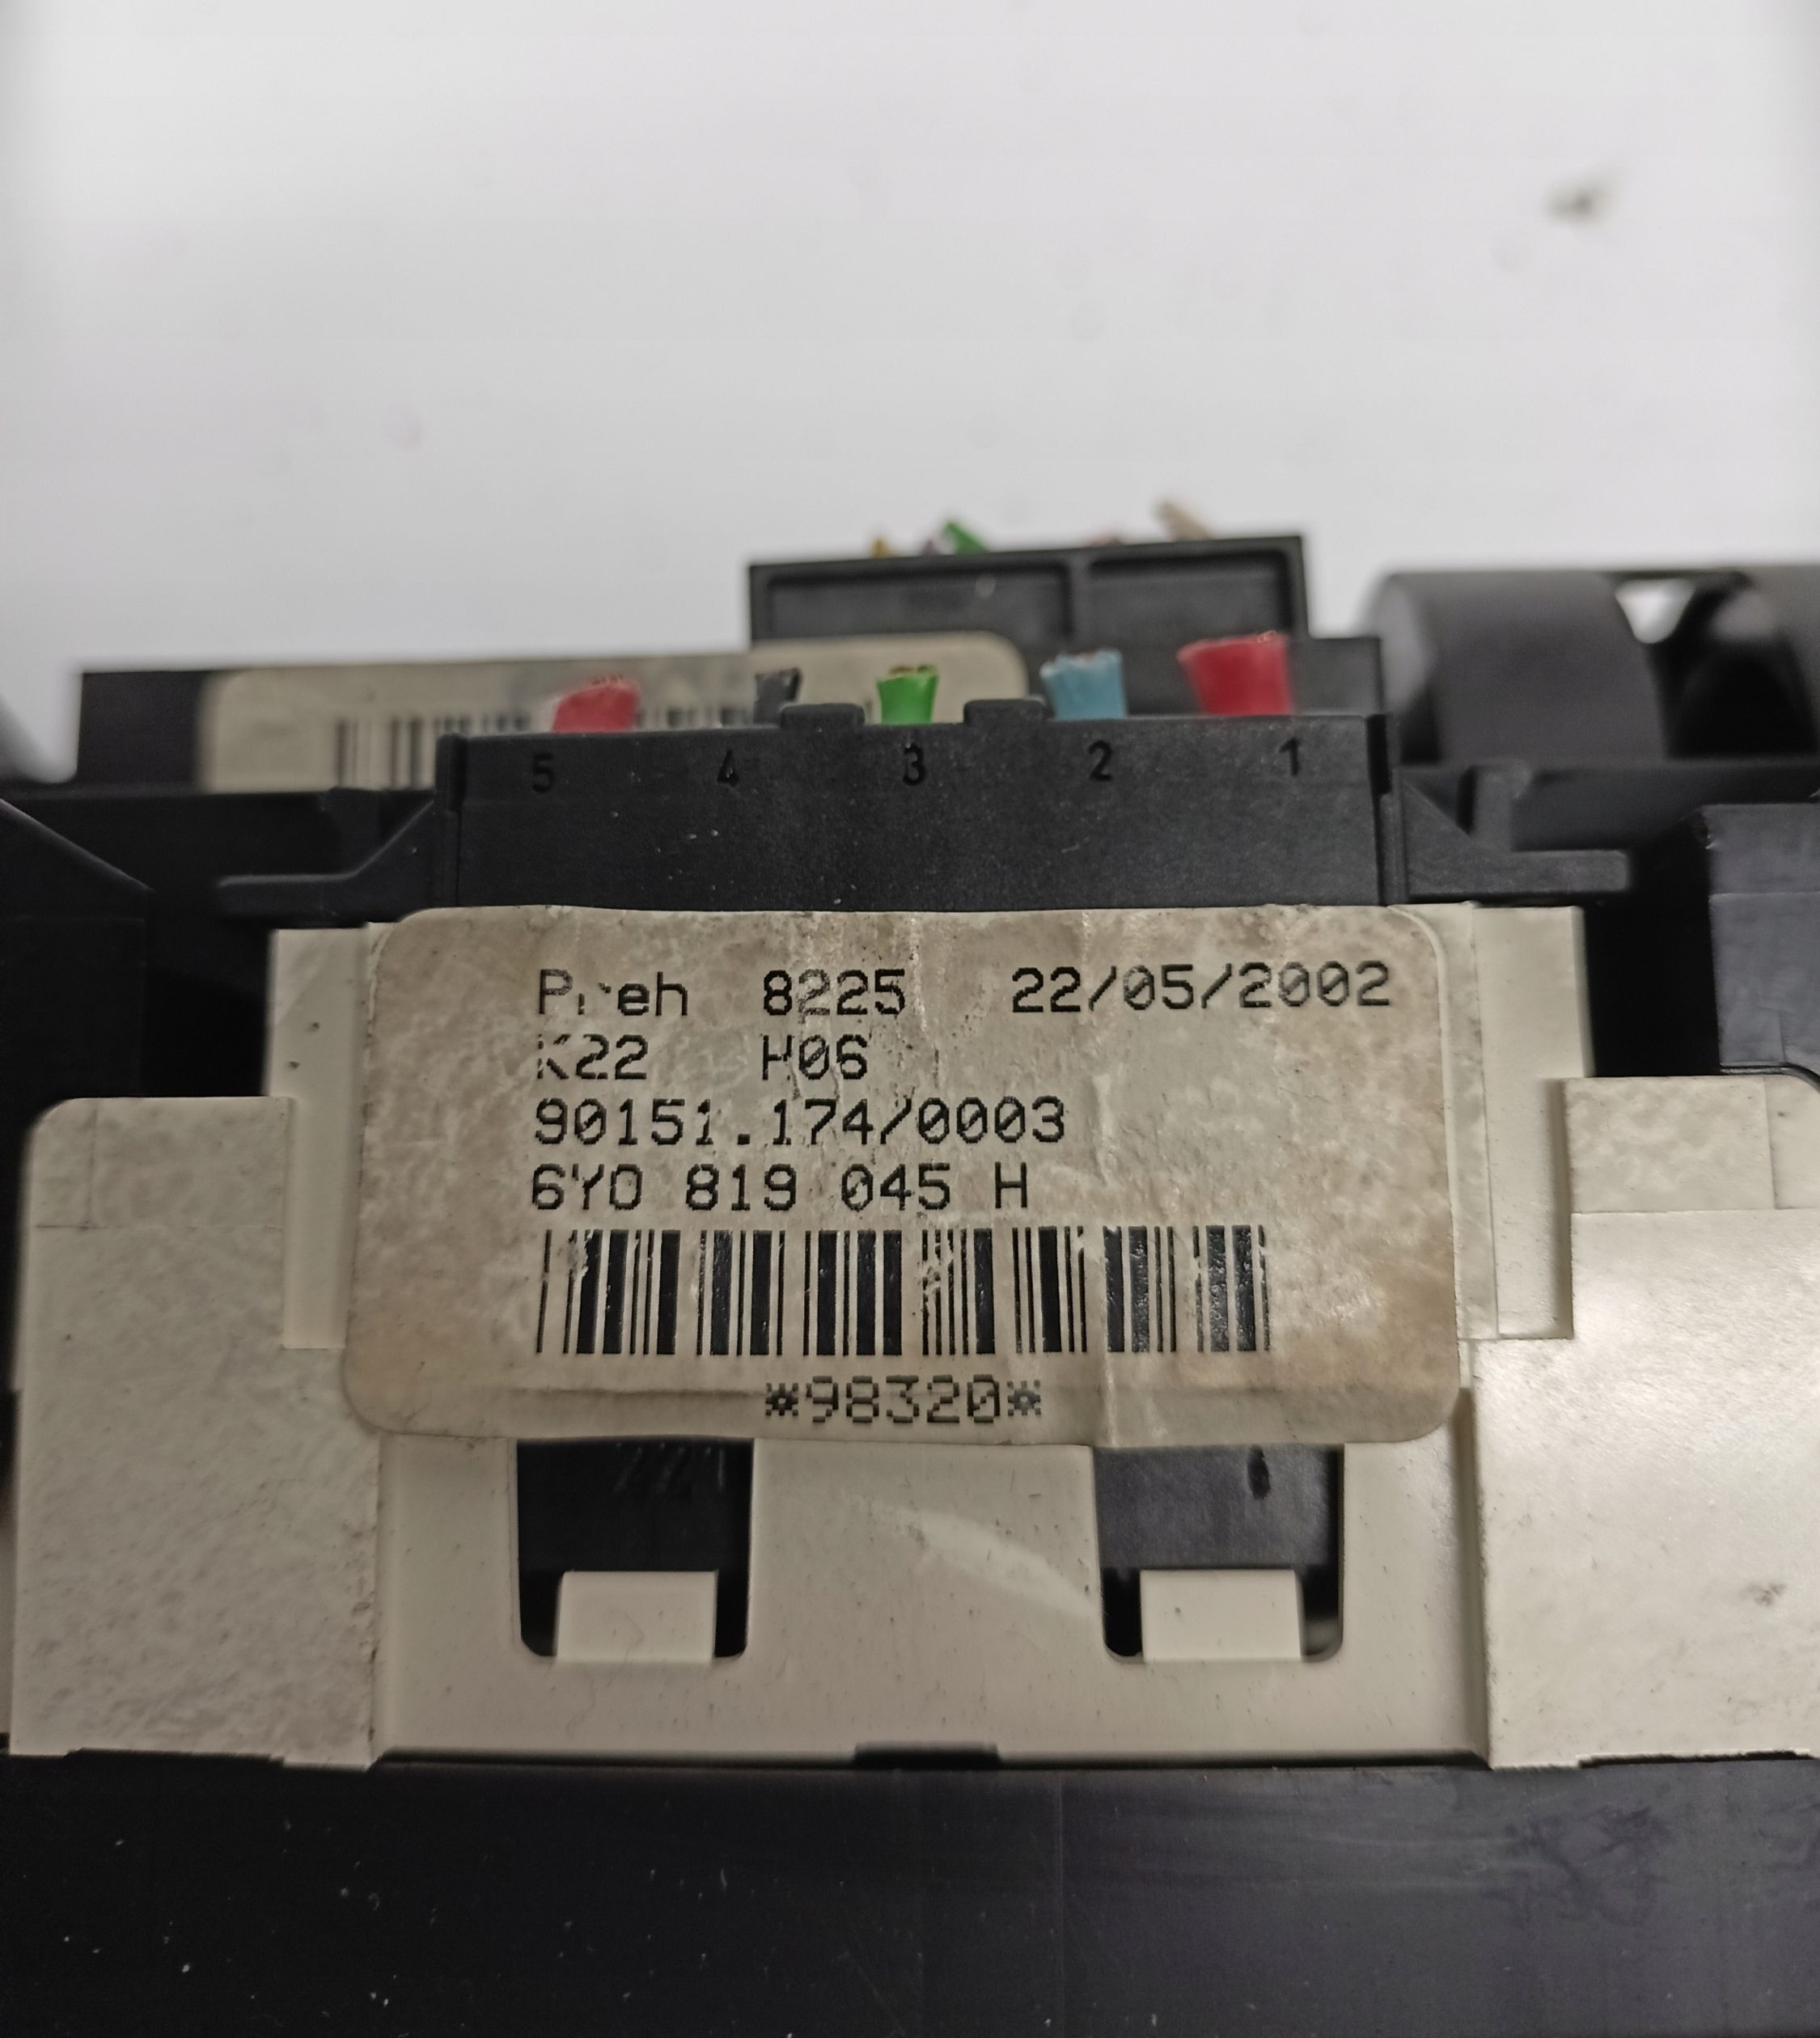 5 4 3 2 1
Preh 8225 22/05/2002
K22 H06
90151.174/0003
6Y0 819 045 H
*98320*